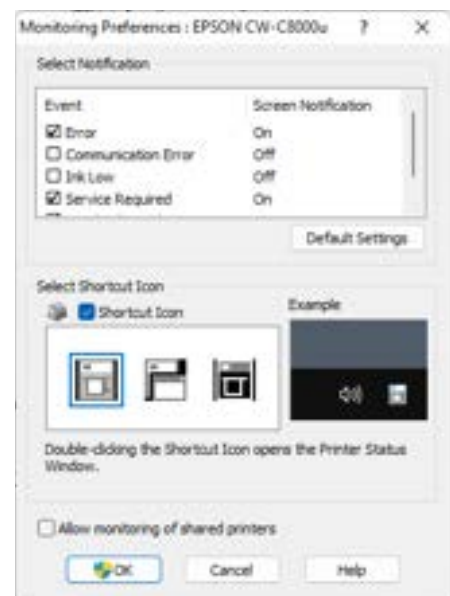 Monitoring Preferences : EPSON CW-C8000u ? ×
Select Notification
Event Screen Notification
Error On
Communication Error Off
Ink Low Off
Service Required On
Default Settings
Select Shortcut Icon
Shortcut Icon
Example
Double-clicking the Shortcut Icon opens the Printer Status
Window.
Allow monitoring of shared printers
OK Cancel Help